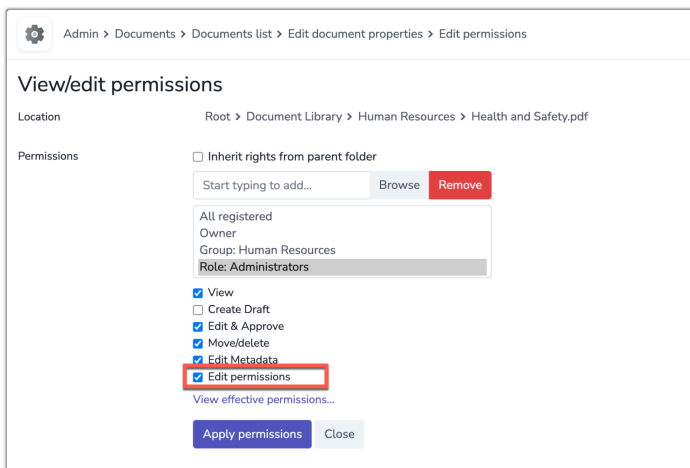 Admin > Documents > Documents list > Edit document properties > Edit permissions
View/edit permissions
Location Root > Document Library > Human Resources > Health and Safety.pdf
Permissions Inherit rights from parent folder
Start typing to add... Browse Remove
All registered
Owner
Group: Human Resources
Role: Administrators
View
Create Draft
Edit & Approve
Move/delete
Edit Metadata
Edit permissions
View effective permissions...
Apply permissions Close